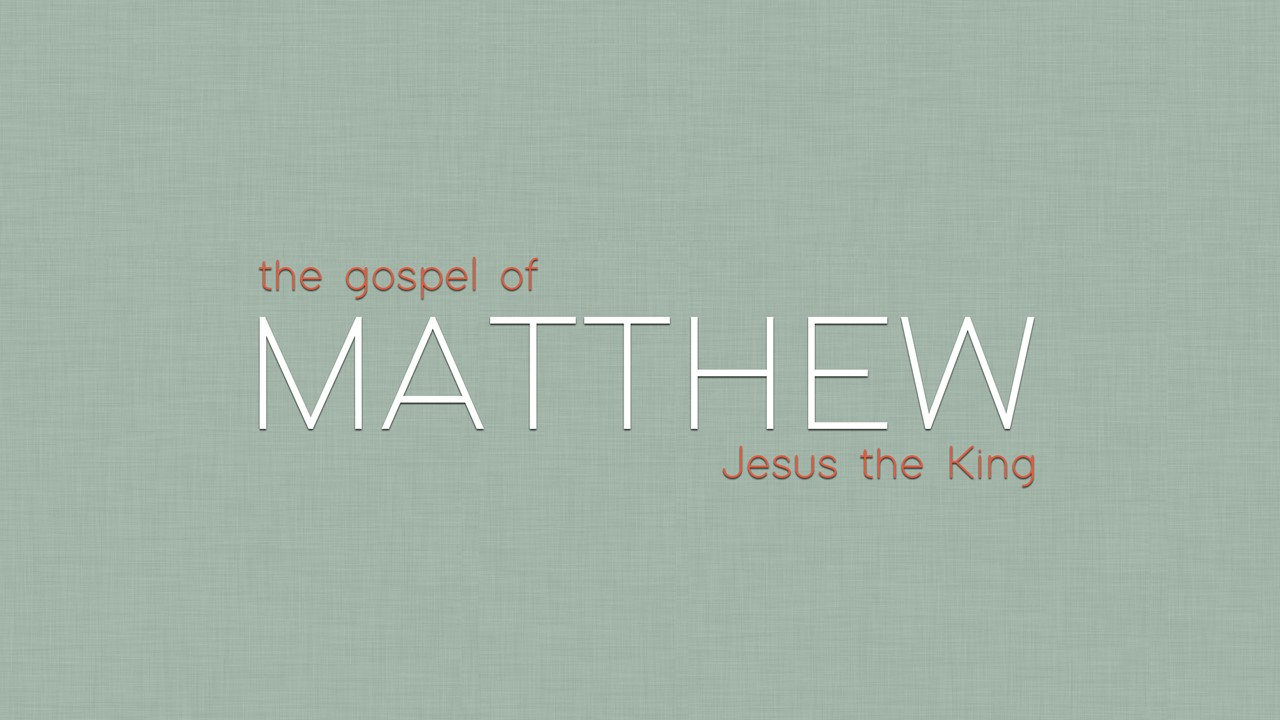 the gospel of
MATTHEW
Jesus the King